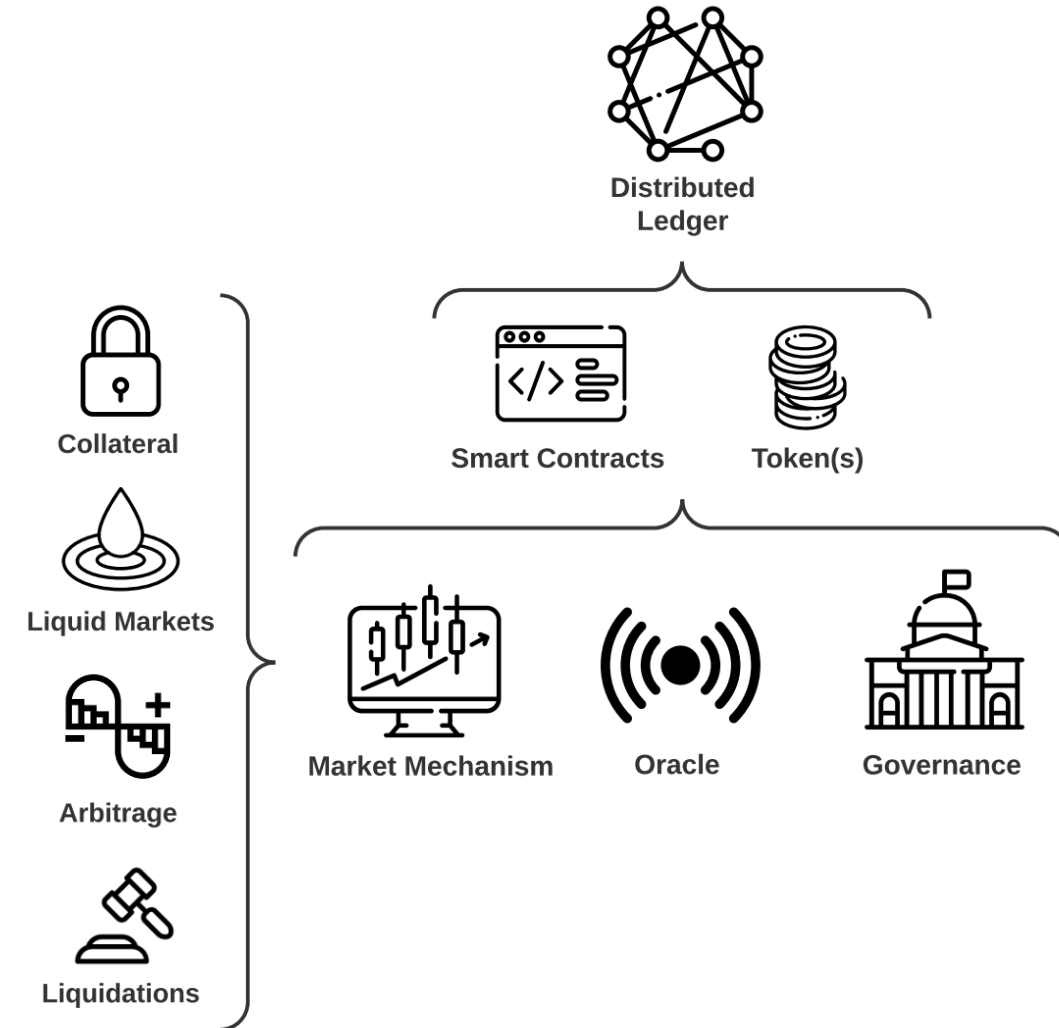 Distributed
Ledger
Smart Contracts
Token(s)
Collateral
Liquid Markets
Arbitrage
Liquidations
Market Mechanism
Oracle
Governance